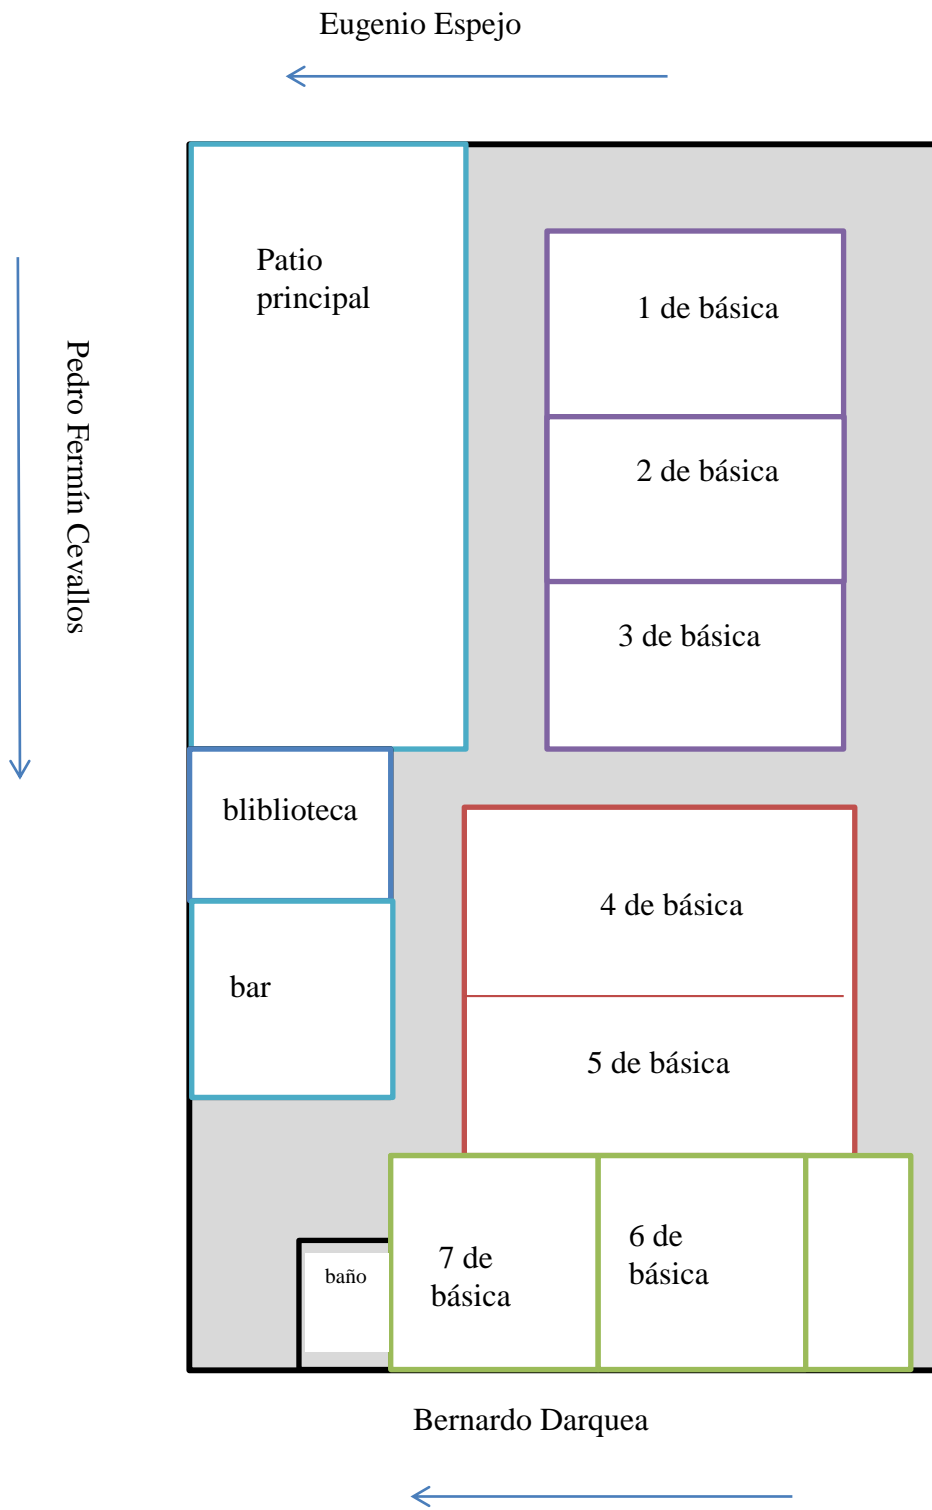 Eugenio Espejo
Patio
principal
1 de básica
Pedro Fermín Cevallos
2 de básica
3 de básica
bliblioteca
4 de básica
bar
5 de básica
6 de
básica
7 de
básica
baño
Bernardo Darquea